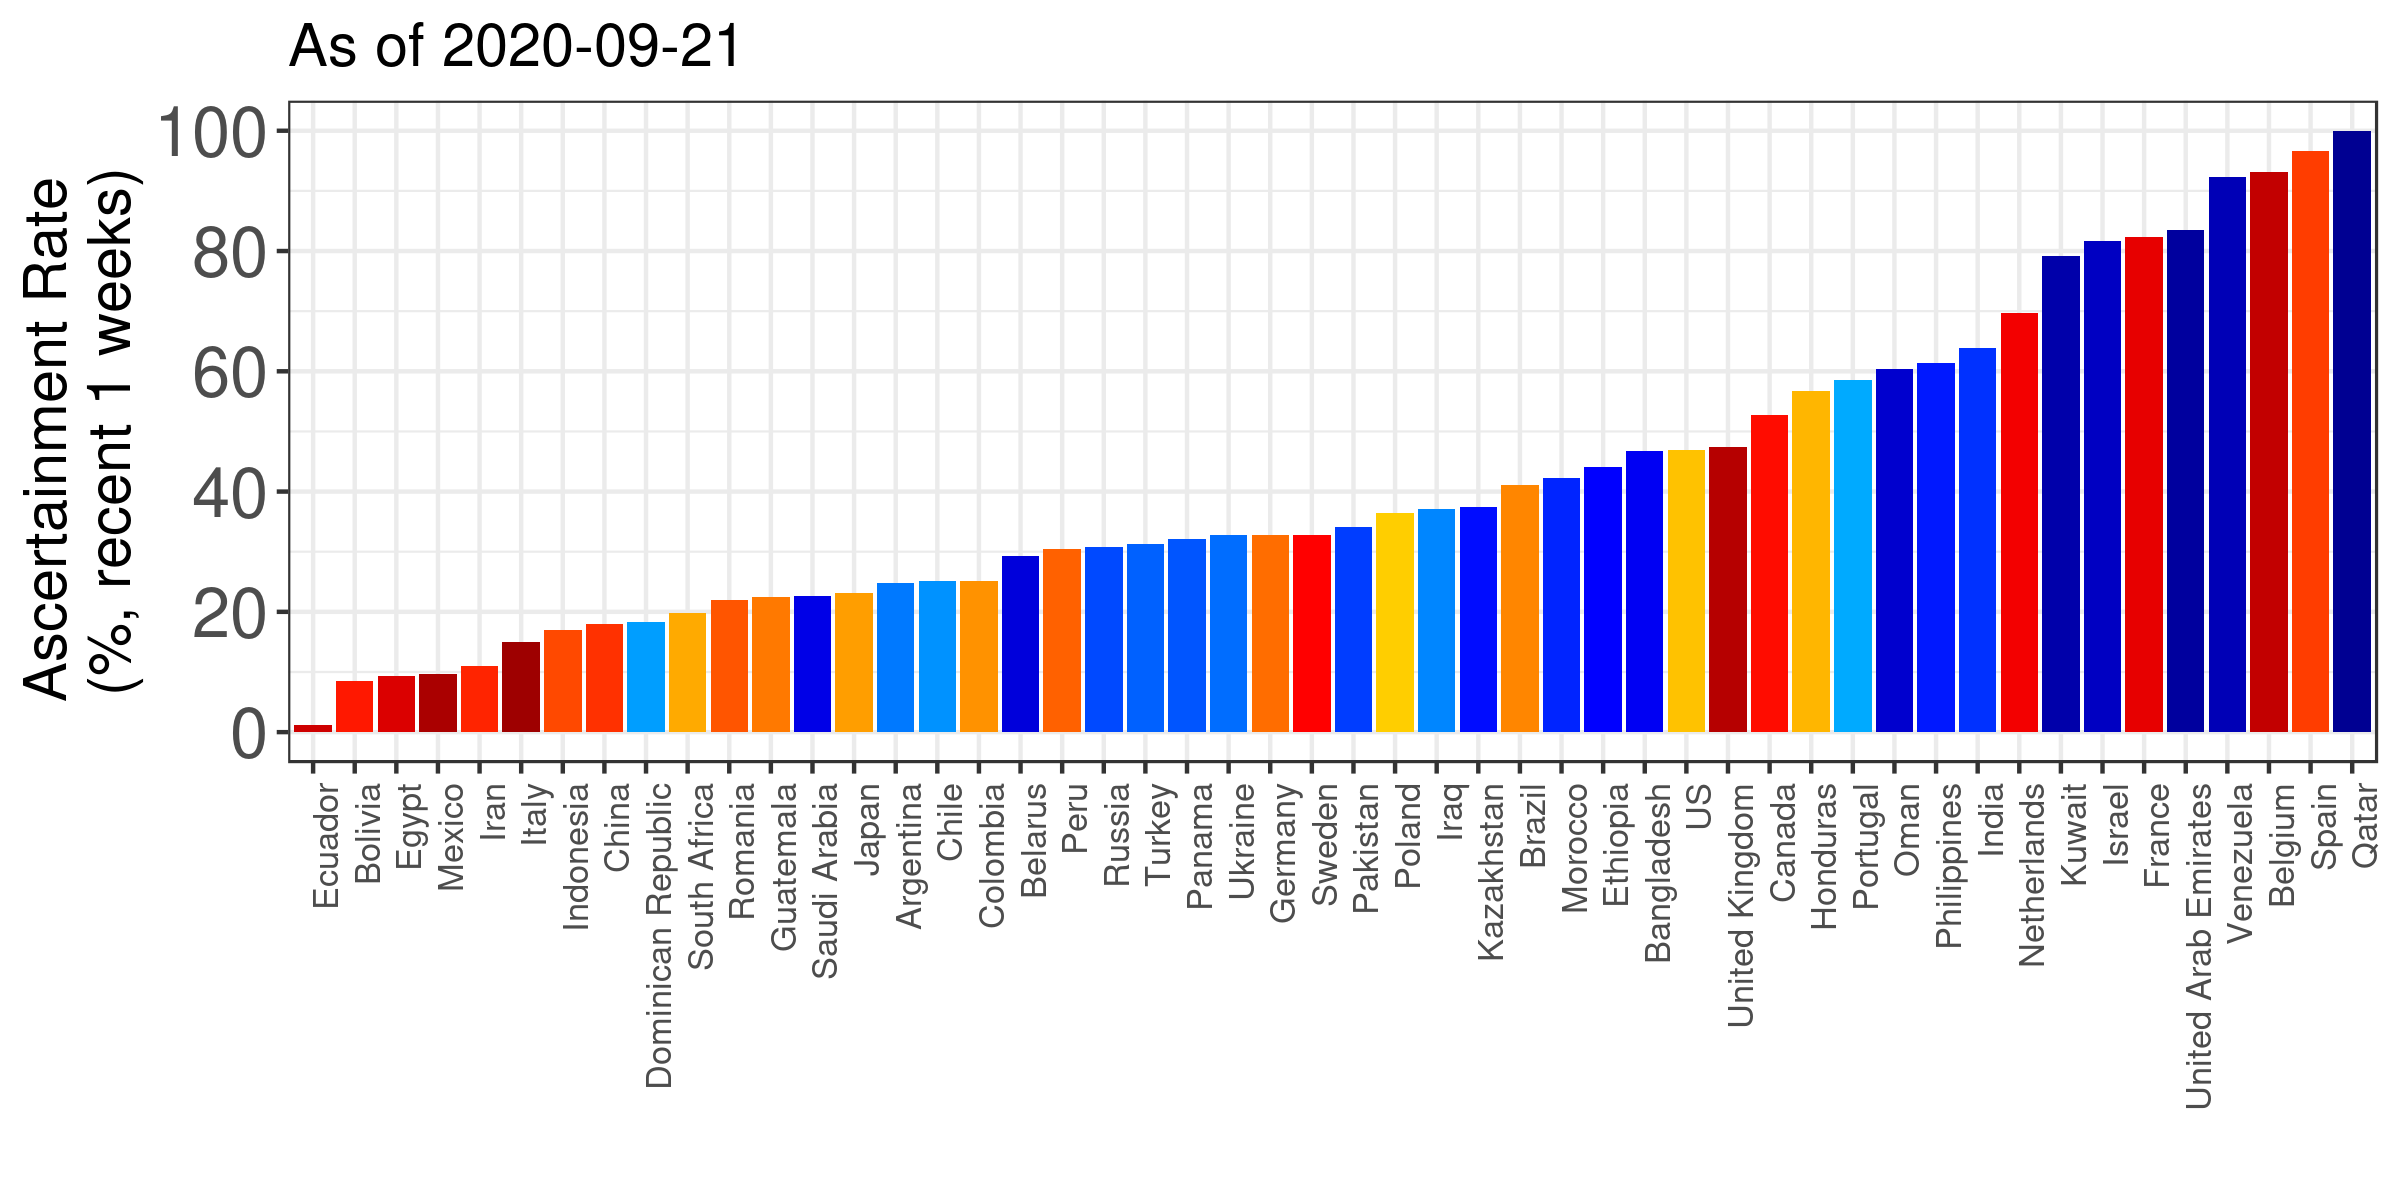 As of 2020-09-21
Ascertainment Rate
(%, recent 1 weeks)
100
80
60
40
20
0
Ecuador
Bolivia
Egypt
Mexico
Iran
Italy
Indonesia
China
Dominican Republic
South Africa
Romania
Guatemala
Saudi Arabia
Japan
Argentina
Chile
Colombia
Belarus
Peru
Russia
Turkey
Panama
Ukraine
Germany
Sweden
Pakistan
Poland
Iraq
Kazakhstan
Brazil
Morocco
Ethiopia
Bangladesh
US
United Kingdom
Canada
Honduras
Portugal
Oman
Philippines
India
Netherlands
Kuwait
Israel
France
United Arab Emirates
Venezuela
Belgium
Spain
Qatar